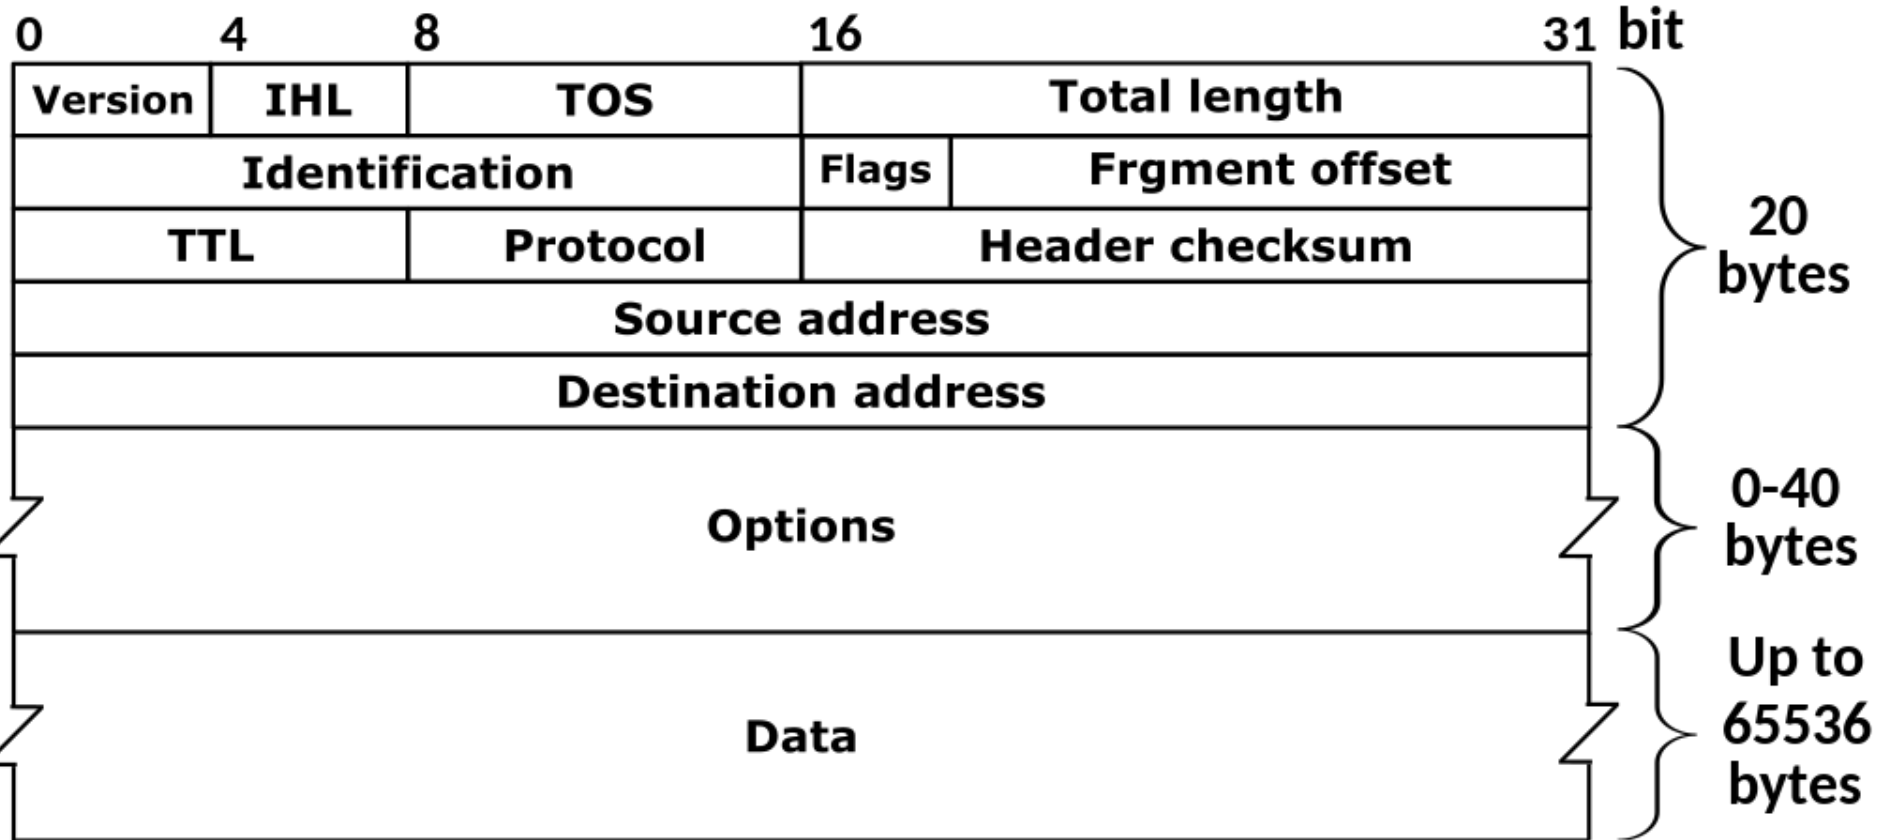 0 4 8 16 31 bit
Version IHL TOS Total length
Identification Flags Frgment offset
TTL Protocol Header checksum
Source address
Destination address
20
bytes
Options
0-40
bytes
Data
Up to
65536
bytes